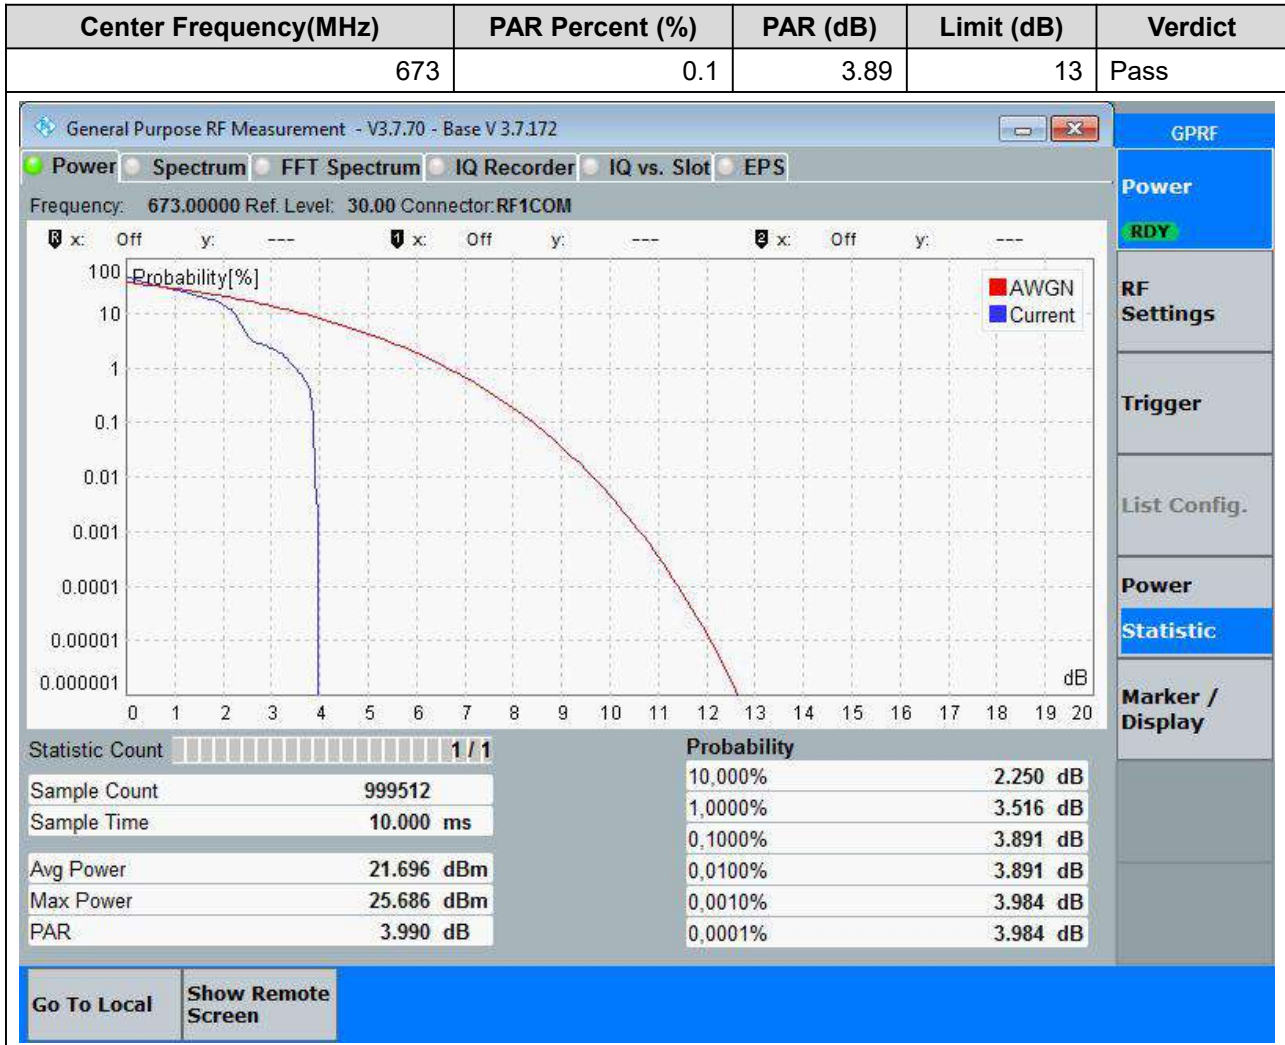 Center Frequency(MHz) PAR Percent (%) PAR (dB) Limit (dB) Verdict
673 0.1 3.89 13 Pass
General Purpose RF Measurement - V3.7.70 - Base V 3.7.172
GPRF
Power Spectrum FFT Spectrum IQ Recorder IQ vs. Slot EPS
Frequency: 673.00000 Ref. Level: 30.00 Connector: RF1COM
R x: Off y: --- 1 x: Off y: --- 2 x: Off y: ---
Probability[%]
AWGN
Current
100
10
1
0.1
0.01
0.001
0.0001
0.00001
0.000001
dB
0 1 2 3 4 5 6 7 8 9 10 11 12 13 14 15 16 17 18 19 20
Statistic Count 1 / 1
Sample Count 999512
Sample Time 10.000 ms
Avg Power 21.696 dBm
Max Power 25.686 dBm
PAR 3.990 dB
Probability
10,000% 2.250 dB
1,0000% 3.516 dB
0,1000% 3.891 dB
0,0100% 3.891 dB
0,0010% 3.984 dB
0,0001% 3.984 dB
Power
RDY
RF
Settings
Trigger
List Config.
Power
Statistic
Marker /
Display
Go To Local
Show Remote
Screen